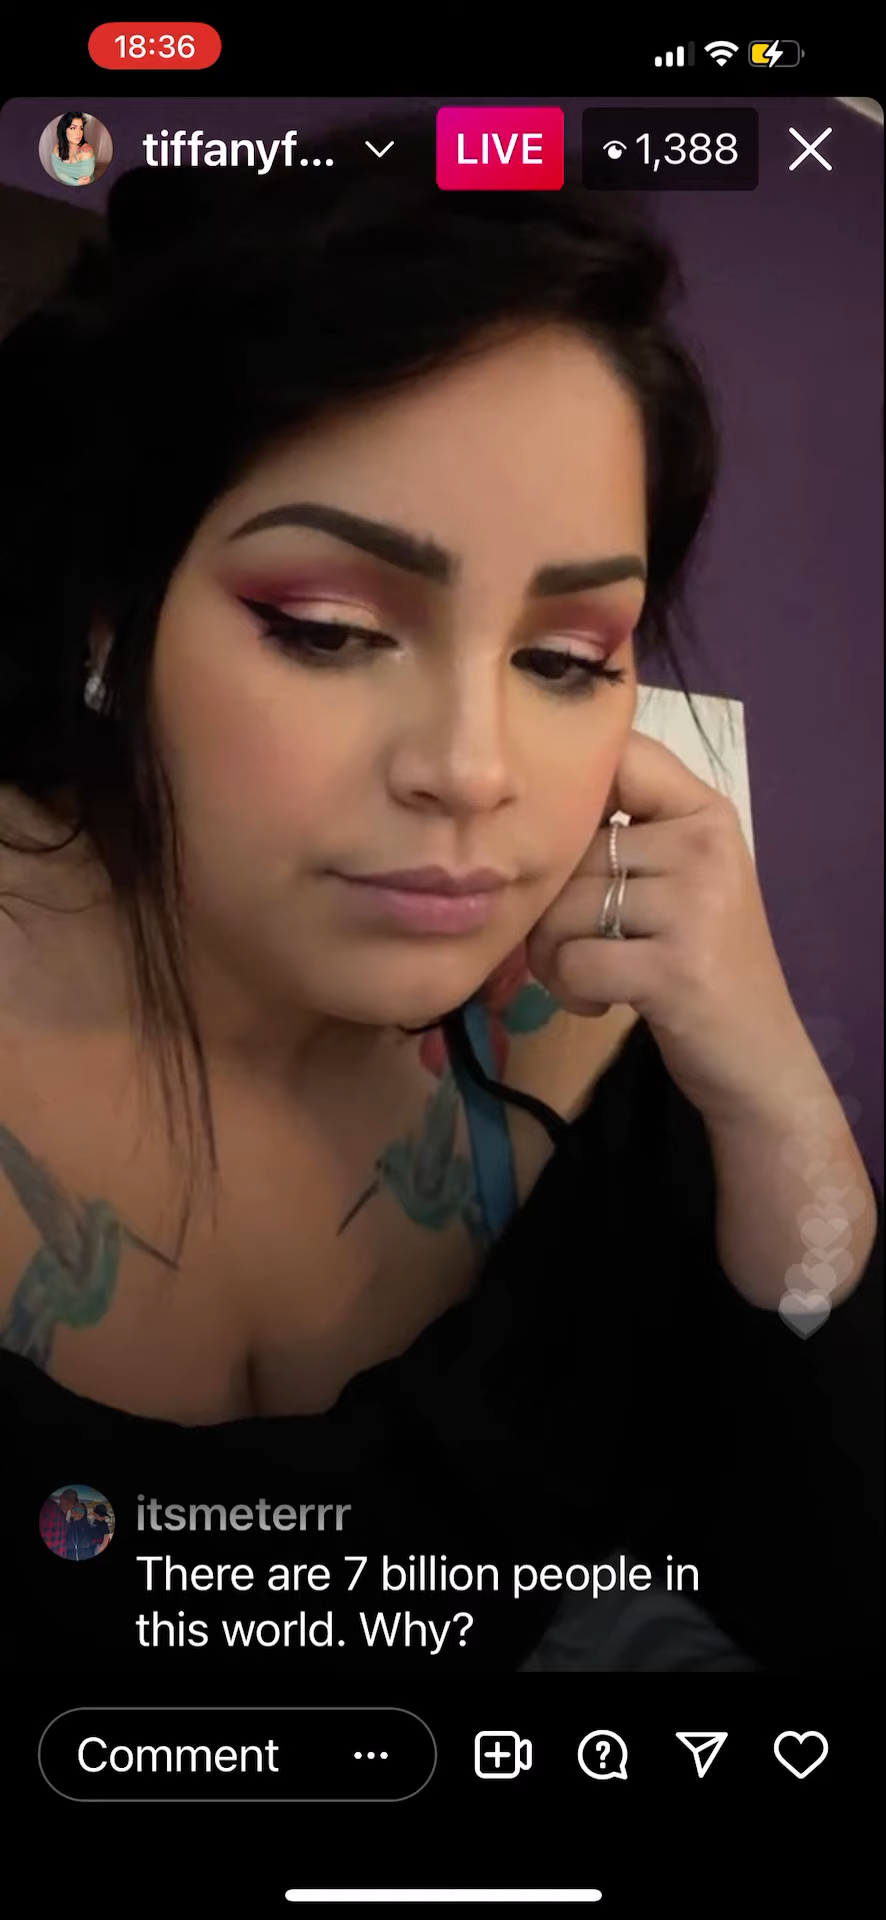 18:36
tiffanyf...
LIVE
1,388
itsmeterrr
There are 7 billion people in
this world. Why?
Comment